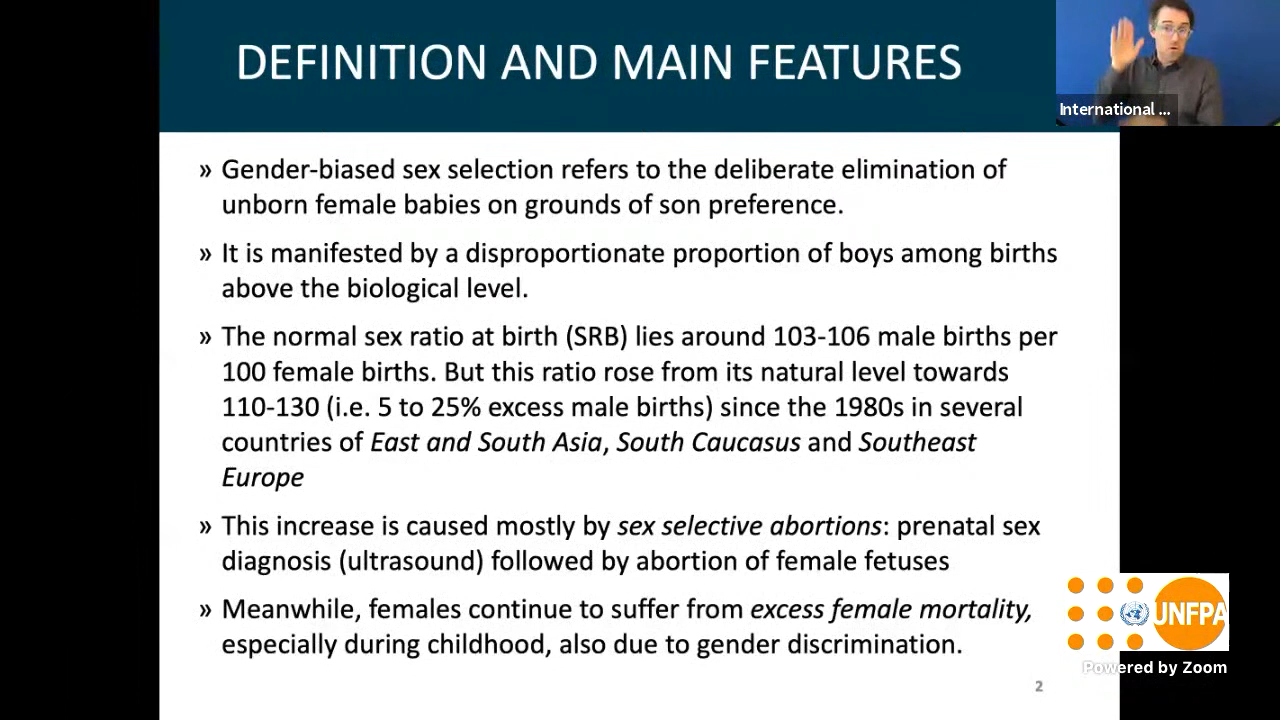 DEFINITION AND MAIN FEATURES
International ...
» Gender-biased sex selection refers to the deliberate elimination of
unborn female babies on grounds of son preference.
» It is manifested by a disproportionate proportion of boys among births
above the biological level.
» The normal sex ratio at birth (SRB) lies around 103-106 male births per
100 female births. But this ratio rose from its natural level towards
110-130 (i.e. 5 to 25% excess male births) since the 1980s in several
countries of East and South Asia, South Caucasus and Southeast
Europe
» This increase is caused mostly by sex selective abortions: prenatal sex
diagnosis (ultrasound) followed by abortion of female fetuses
» Meanwhile, females continue to suffer from excess female mortality,
especially during childhood, also due to gender discrimination.
UNFPA
Powered by Zoom
2